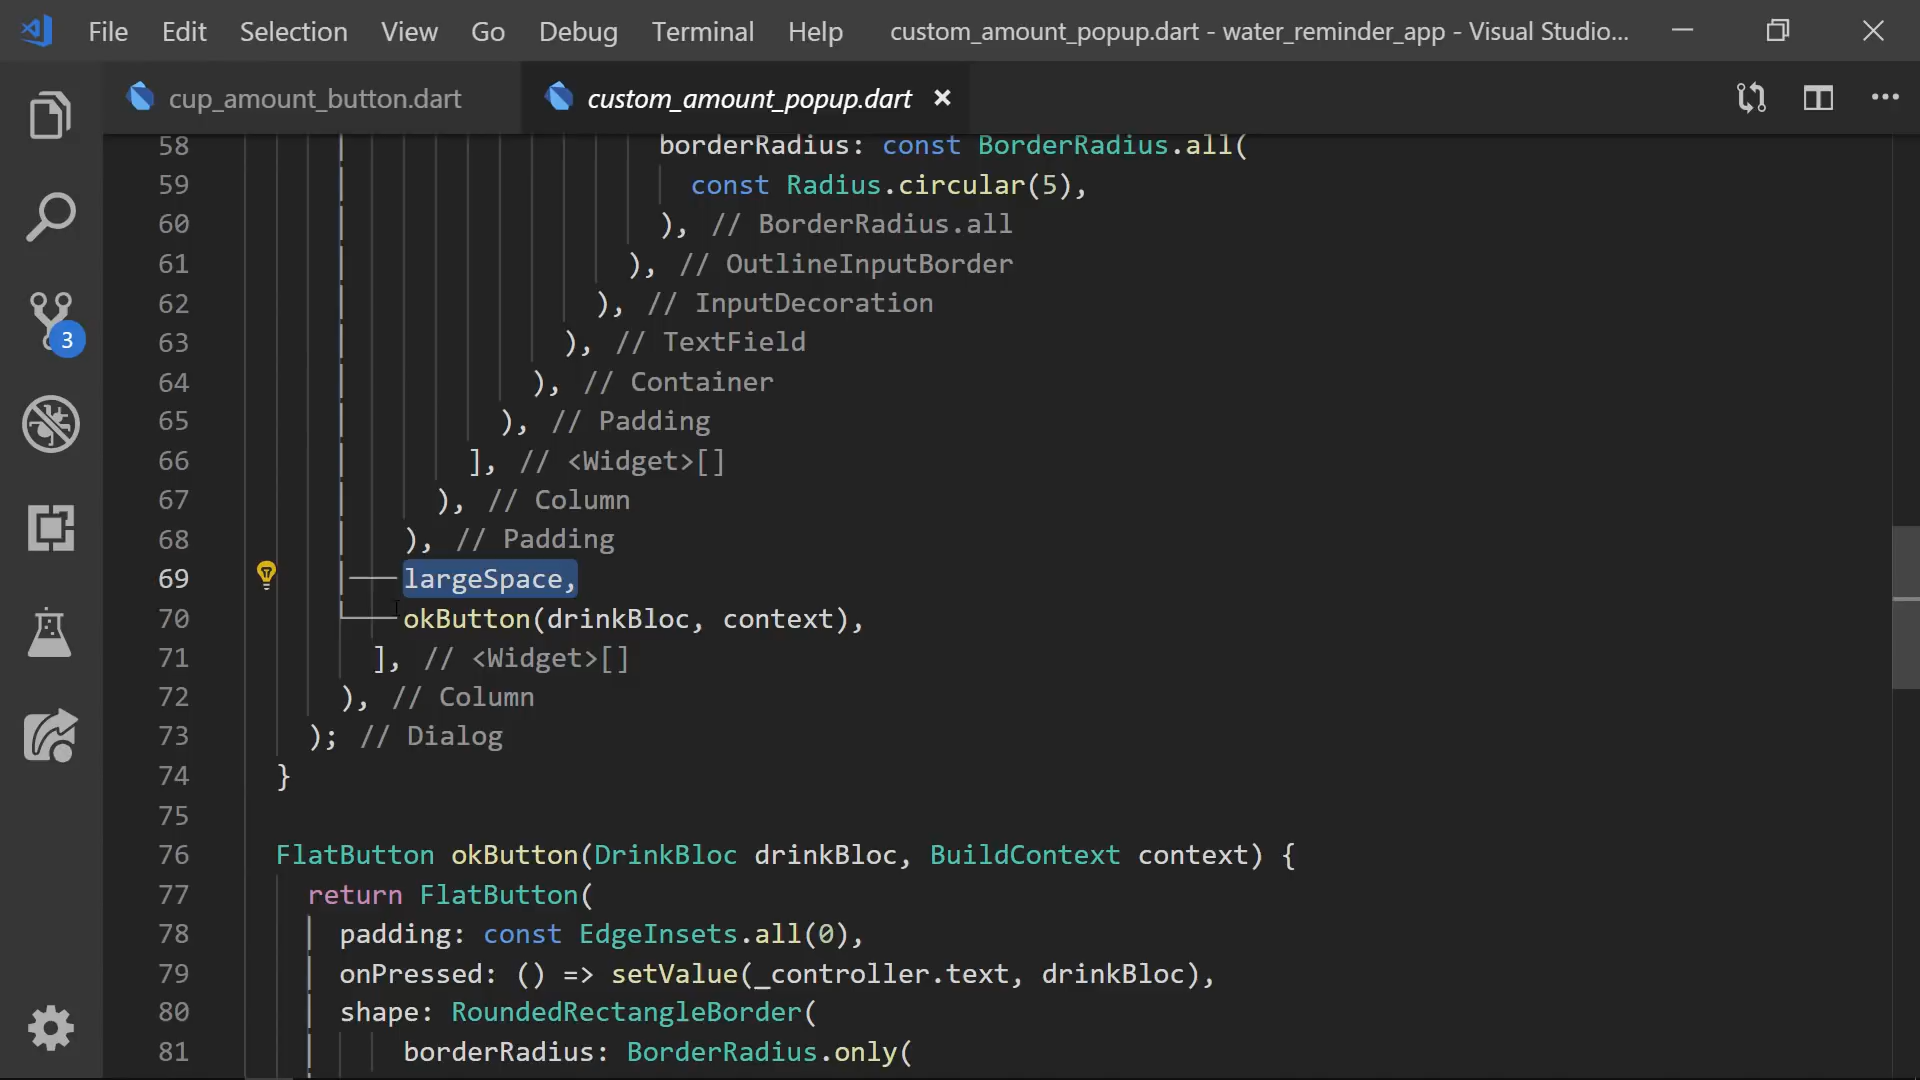 File Edit Selection View Go Debug Terminal Help custom_amount_popup.dart - water_reminder_app - Visual Studio...
cup_amount_button.dart custom_amount_popup.dart
58 borderRadius: const BorderRadius.all(
59 const Radius.circular(5),
60 ), // BorderRadius.all
61 ), // OutlineInputBorder
62 ), // InputDecoration
63 ), // TextField
64 ), // Container
65 ), // Padding
66 ], // <Widget>[]
67 ), // Column
68 ), // Padding
69 largeSpace,
70 okButton(drinkBloc, context),
71 ], // <Widget>[]
72 ), // Column
73 ); // Dialog
74 }
75
76 FlatButton okButton(DrinkBloc drinkBloc, BuildContext context) {
77 return FlatButton(
78 padding: const EdgeInsets.all(0),
79 onPressed: () => setValue(_controller.text, drinkBloc),
80 shape: RoundedRectangleBorder(
81 borderRadius: BorderRadius.only(
3